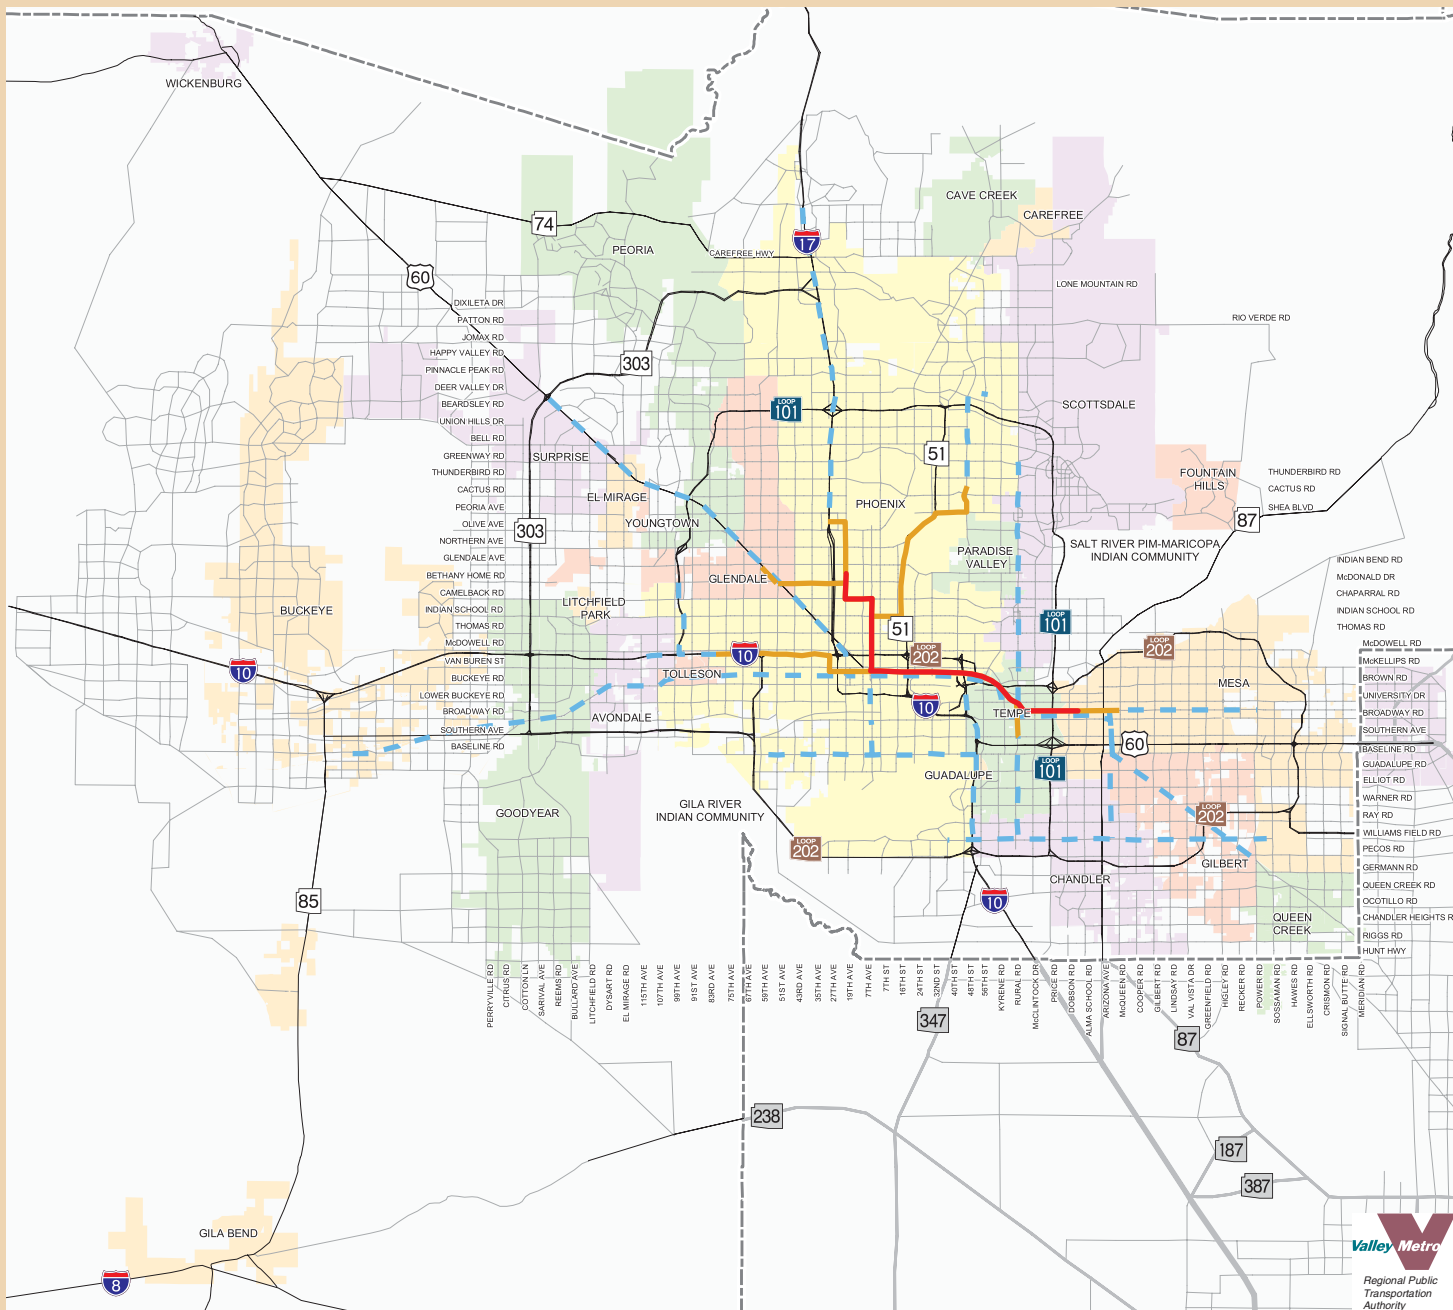 WICKENBURG
CAVE CREEK
CAREFREE
74
PEORIA
17
CAREFREE HWY
60
LONE MOUNTAIN RD
DIXILETA DR
PATTON RD
JOMAX RD
HAPPY VALLEY RD
PINNACLE PEAK RD
DEER VALLEY DR
BEARDSLEY RD
UNION HILLS DR
BELL RD
GREENWAY RD
THUNDERBIRD RD
CACTUS RD
PEORIA AVE
OLIVE AVE
NORTHERN AVE
GLENDALE AVE
BETHANY HOME RD
CAMELBACK RD
INDIAN SCHOOL RD
THOMAS RD
McDOWELL RD
VAN BUREN ST
BUCKEYE RD
LOWER BUCKEYE RD
BROADWAY RD
SOUTHERN AVE
BASELINE RD
RIO VERDE RD
303
LOOP
101
SCOTTSDALE
51
SURPRISE
EL MIRAGE
YOUNGTOWN
PHOENIX
FOUNTAIN
HILLS
THUNDERBIRD RD
CACTUS RD
SHEA BLVD
87
303
PARADISE
VALLEY
SALT RIVER PIM-MARICOPA
INDIAN COMMUNITY
GLENDALE
LITCHFIELD
PARK
BUCKEYE
INDIAN BEND RD
McDONALD DR
CHAPARRAL RD
INDIAN SCHOOL RD
THOMAS RD
McDOWELL RD
McKELLIPS RD
BROWN RD
UNIVERSITY DR
BROADWAY RD
SOUTHERN AVE
BASELINE RD
GUADALUPE RD
ELLIOT RD
WARNER RD
RAY RD
WILLIAMS FIELD RD
PECOS RD
GERMANN RD
QUEEN CREEK RD
OCOTILLO RD
CHANDLER HEIGHTS R
RIGGS RD
HUNT HWY
51
LOOP
101
LOOP
202
LOOP
202
10
10
TOLLESON
MESA
10
AVONDALE
TEMPE
60
LOOP
101
GUADALUPE
GOODYEAR
GILA RIVER
INDIAN COMMUNITY
LOOP
202
LOOP
202
GILBERT
CHANDLER
85
10
QUEEN
CREEK
PERRYVILLE RD
CITRUS RD
COTTON LN
SARIVAL AVE
REEMS RD
BULLARD AVE
LITCHFIELD RD
DYSART RD
EL MIRAGE RD
115TH AVE
107TH AVE
99TH AVE
91ST AVE
83RD AVE
75TH AVE
67TH AVE
59TH AVE
51ST AVE
43RD AVE
35TH AVE
27TH AVE
19TH AVE
7TH AVE
7TH ST
16TH ST
24TH ST
32ND ST
40TH ST
48TH ST
56TH ST
KYRENE RD
RURAL RD
McCLINTOCK DR
PRICE RD
DOBSON RD
ALMA SCHOOL RD
ARIZONA AVE
McQUEEN RD
COOPER RD
GILBERT RD
LINDSAY RD
VAL VISTA DR
GREENFIELD RD
HIGLEY RD
RECKER RD
POWER RD
SOSSAMAN RD
HAWES RD
ELLSWORTH RD
CRISMON RD
SIGNAL BUTTE RD
MERIDIAN RD
347
87
238
187
387
GILA BEND
8
Valley Metro
Regional Public
Transportation
Authority